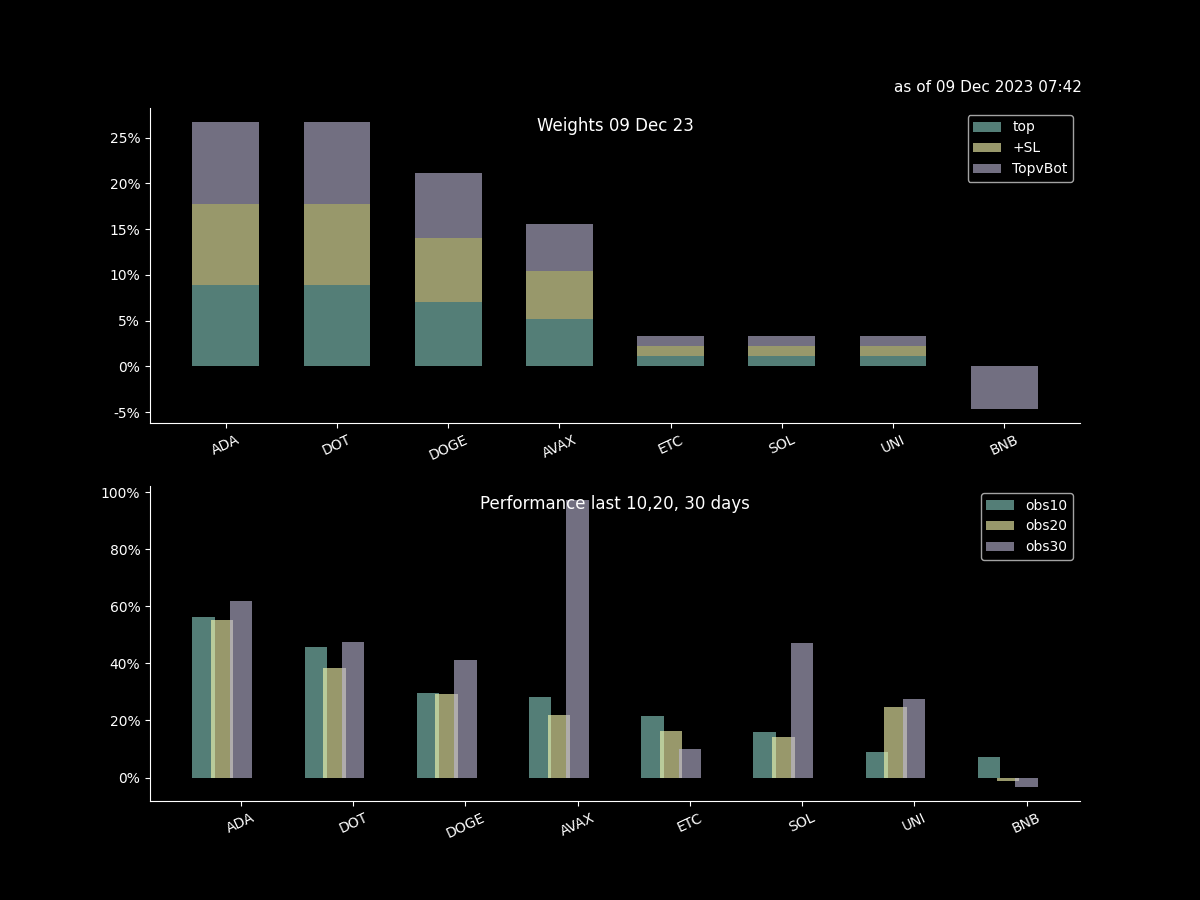 as of 09 Dec 2023 07:42
Weights 09 Dec 23
top
+SL
TopvBot
25%
20%
15%
10%
5%
0%
-5%
ADA DOT DOGE AVAX ETC SOL UNI BNB
Performance last 10,20, 30 days
obs10
obs20
obs30
100%
80%
60%
40%
20%
0%
ADA DOT DOGE AVAX ETC SOL UNI BNB